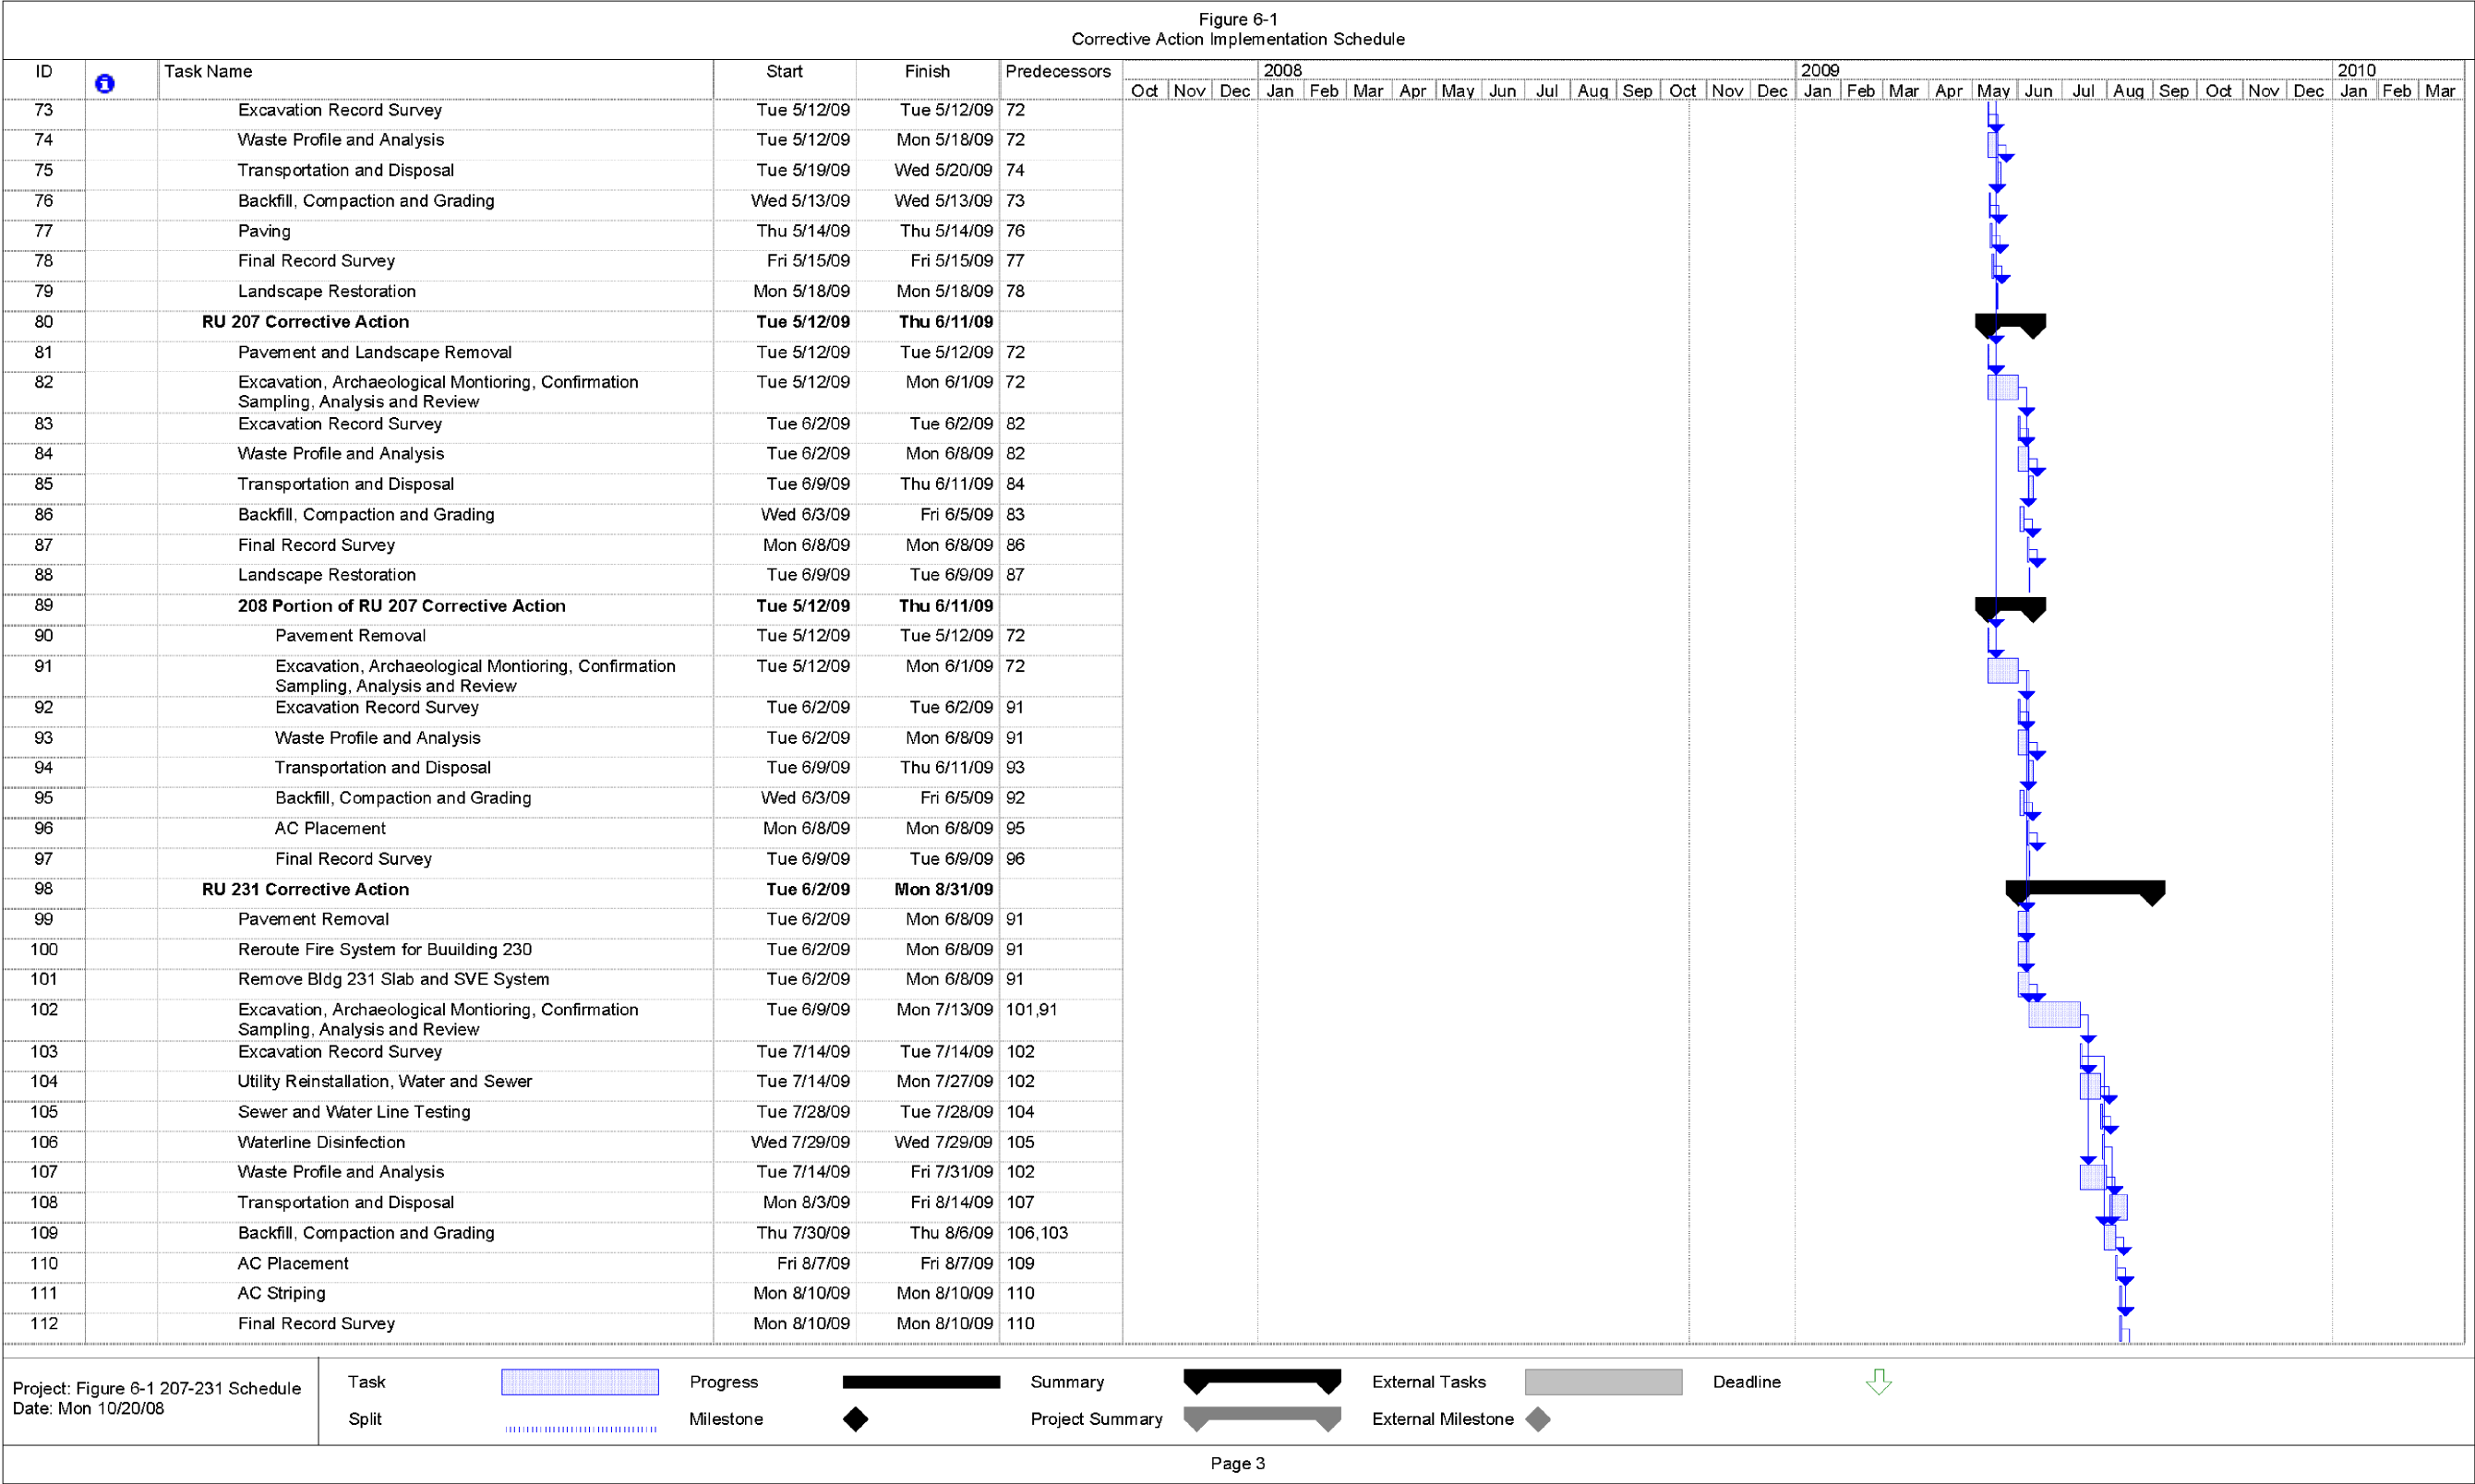 Figure 6-1
Corrective Action Implementation Schedule
ID Task Name Start Finish Predecessors 2008 2009 2010
Oct Nov Dec Jan Feb Mar Apr May Jun Jul Aug Sep Oct Nov Dec Jan Feb Mar Apr May Jun Jul Aug Sep Oct Nov Dec Jan Feb Mar
73 Excavation Record Survey Tue 5/12/09 Tue 5/12/09 72
74 Waste Profile and Analysis Tue 5/12/09 Mon 5/18/09 72
75 Transportation and Disposal Tue 5/19/09 Wed 5/20/09 74
76 Backfill, Compaction and Grading Wed 5/13/09 Wed 5/13/09 73
77 Paving Thu 5/14/09 Thu 5/14/09 76
78 Final Record Survey Fri 5/15/09 Fri 5/15/09 77
79 Landscape Restoration Mon 5/18/09 Mon 5/18/09 78
80 RU 207 Corrective Action Tue 5/12/09 Thu 6/11/09
81 Pavement and Landscape Removal Tue 5/12/09 Tue 5/12/09 72
82 Excavation, Archaeological Montioring, Confirmation Tue 5/12/09 Mon 6/1/09 72
Sampling, Analysis and Review
83 Excavation Record Survey Tue 6/2/09 Tue 6/2/09 82
84 Waste Profile and Analysis Tue 6/2/09 Mon 6/8/09 82
85 Transportation and Disposal Tue 6/9/09 Thu 6/11/09 84
86 Backfill, Compaction and Grading Wed 6/3/09 Fri 6/5/09 83
87 Final Record Survey Mon 6/8/09 Mon 6/8/09 86
88 Landscape Restoration Tue 6/9/09 Tue 6/9/09 87
89 208 Portion of RU 207 Corrective Action Tue 5/12/09 Thu 6/11/09
90 Pavement Removal Tue 5/12/09 Tue 5/12/09 72
91 Excavation, Archaeological Montioring, Confirmation Tue 5/12/09 Mon 6/1/09 72
Sampling, Analysis and Review
92 Excavation Record Survey Tue 6/2/09 Tue 6/2/09 91
93 Waste Profile and Analysis Tue 6/2/09 Mon 6/8/09 91
94 Transportation and Disposal Tue 6/9/09 Thu 6/11/09 93
95 Backfill, Compaction and Grading Wed 6/3/09 Fri 6/5/09 92
96 AC Placement Mon 6/8/09 Mon 6/8/09 95
97 Final Record Survey Tue 6/9/09 Tue 6/9/09 96
98 RU 231 Corrective Action Tue 6/2/09 Mon 8/31/09
99 Pavement Removal Tue 6/2/09 Mon 6/8/09 91
100 Reroute Fire System for Buuilding 230 Tue 6/2/09 Mon 6/8/09 91
101 Remove Bldg 231 Slab and SVE System Tue 6/2/09 Mon 6/8/09 91
102 Excavation, Archaeological Montioring, Confirmation Tue 6/9/09 Mon 7/13/09 101,91
Sampling, Analysis and Review
103 Excavation Record Survey Tue 7/14/09 Tue 7/14/09 102
104 Utility Reinstallation, Water and Sewer Tue 7/14/09 Mon 7/27/09 102
105 Sewer and Water Line Testing Tue 7/28/09 Tue 7/28/09 104
106 Waterline Disinfection Wed 7/29/09 Wed 7/29/09 105
107 Waste Profile and Analysis Tue 7/14/09 Fri 7/31/09 102
108 Transportation and Disposal Mon 8/3/09 Fri 8/14/09 107
109 Backfill, Compaction and Grading Thu 7/30/09 Thu 8/6/09 106,103
110 AC Placement Fri 8/7/09 Fri 8/7/09 109
111 AC Striping Mon 8/10/09 Mon 8/10/09 110
112 Final Record Survey Mon 8/10/09 Mon 8/10/09 110
Project: Figure 6-1 207-231 Schedule
Date: Mon 10/20/08
Task Progress Summary External Tasks Deadline
Split Milestone Project Summary External Milestone
Page 3